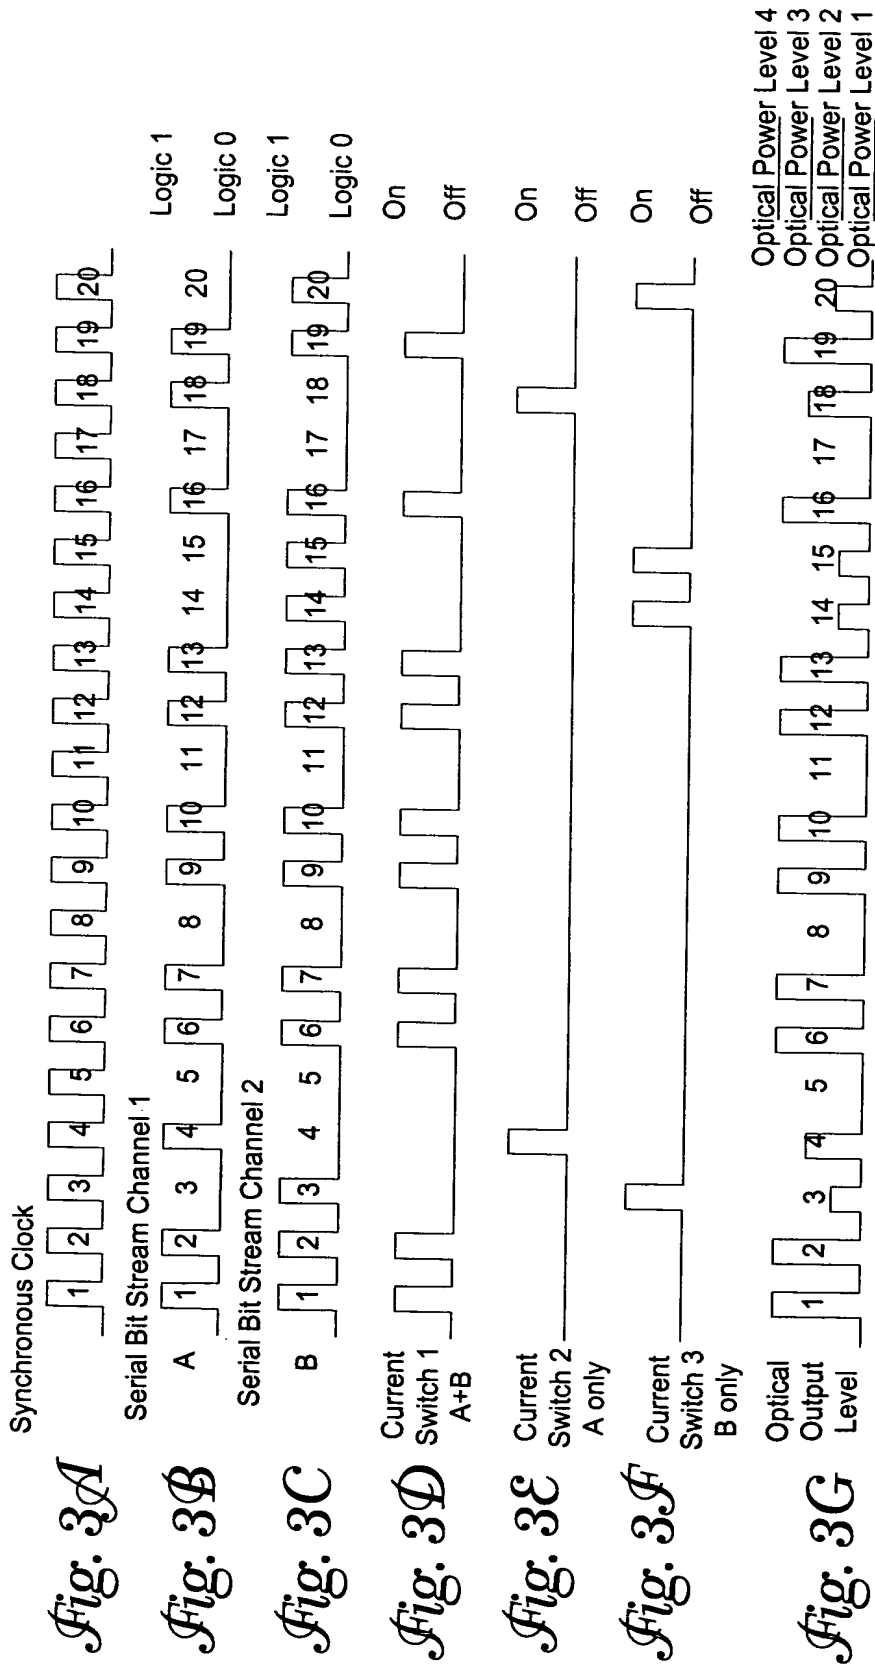 Synchronous Clock
1 2 3 4 5 6 7 8 9 10 11 12 13 14 15 16 17 18 19 20
Fig. 3A
Serial Bit Stream Channel 1
A
1 2 3 4 5 6 7 8 9 10 11 12 13 14 15 16 17 18 19 20
Logic 1
Logic 0
Fig. 3B
Serial Bit Stream Channel 2
B
1 2 3 4 5 6 7 8 9 10 11 12 13 14 15 16 17 18 19 20
Logic 1
Logic 0
Fig. 3C
Current
Switch 1
A+B
On
Off
Fig. 3D
Current
Switch 2
A only
On
Off
Fig. 3E
Current
Switch 3
B only
On
Off
Fig. 3F
Optical
Output
Level
1 2 3 4 5 6 7 8 9 10 11 12 13 14 15 16 17 18 19 20
Optical Power Level 4
Optical Power Level 3
Optical Power Level 2
Optical Power Level 1
Fig. 3G